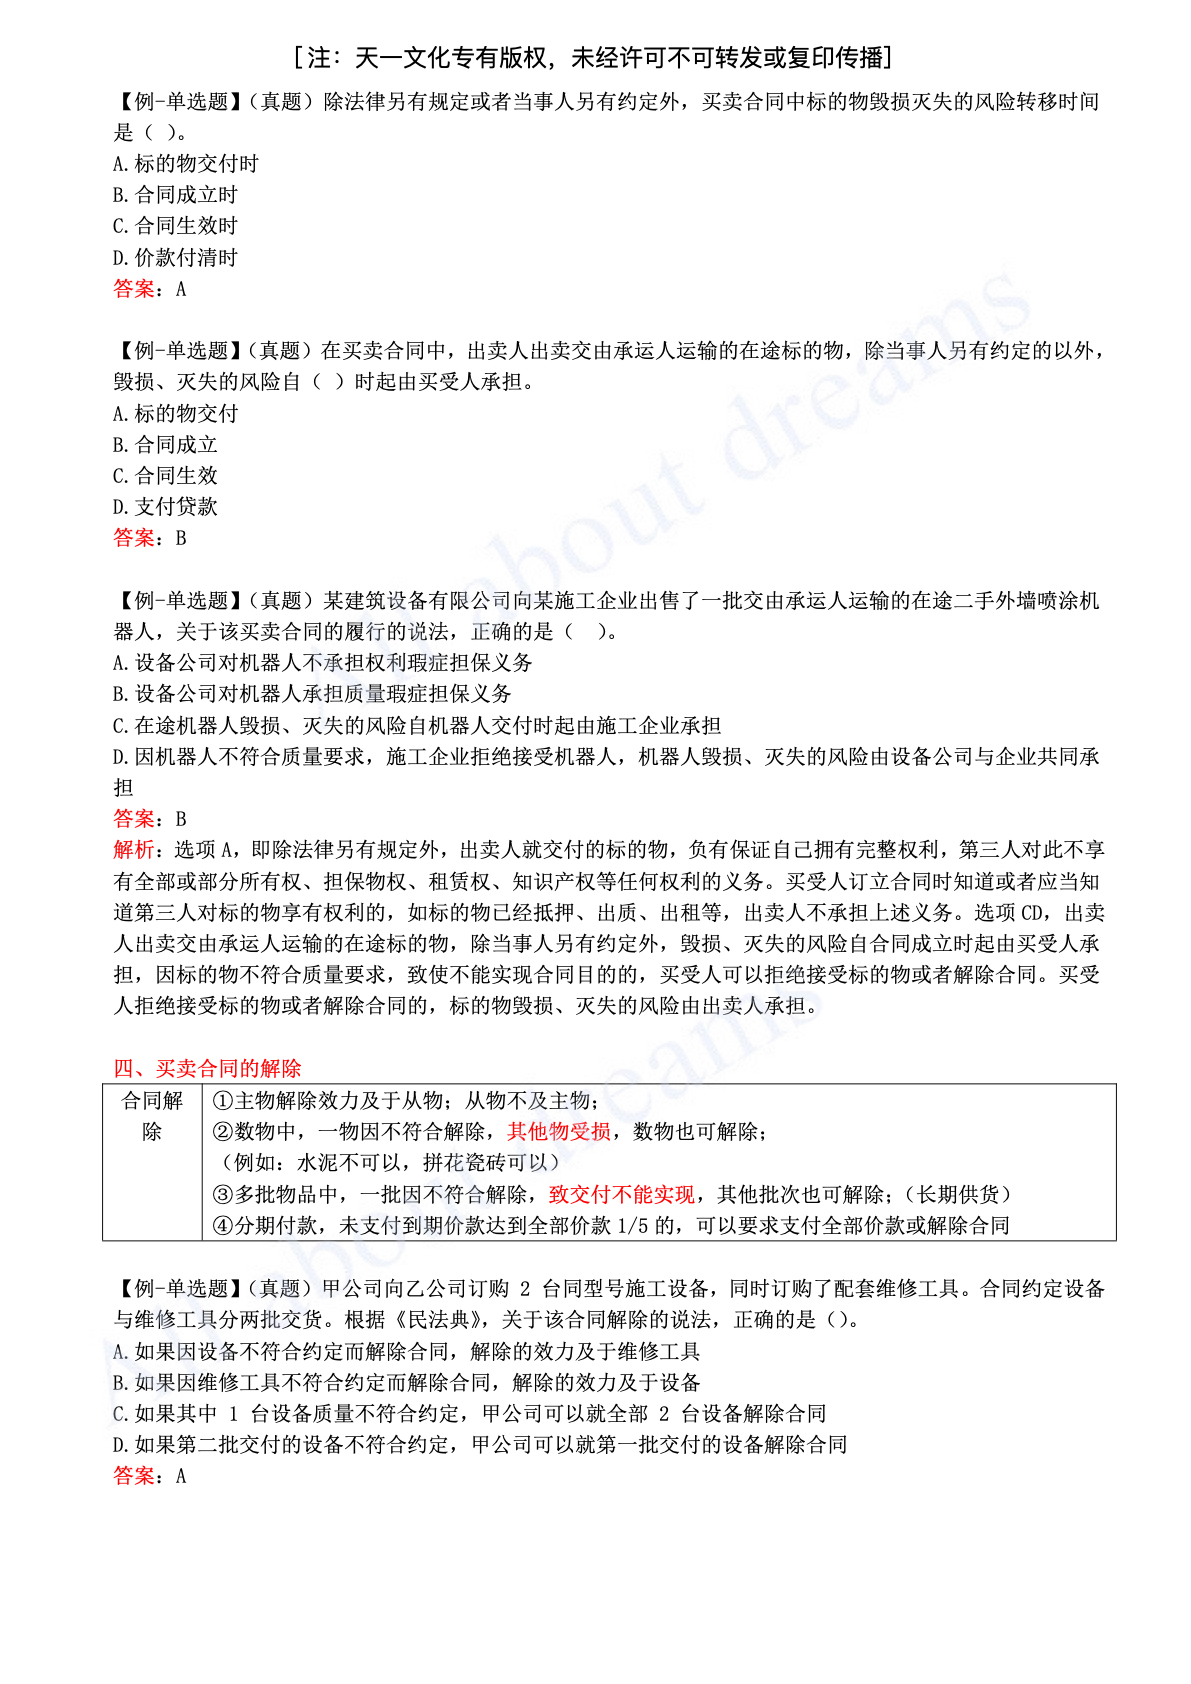 [注：天一文化专有版权，未经许可不可转发或复印传播]
【例-单选题】（真题）除法律另有规定或者当事人另有约定外，买卖合同中标的物毁损灭失的风险转移时间
是（ ）。
A.标的物交付时
B.合同成立时
C.合同生效时
D.价款付清时
答案：A
【例-单选题】（真题）在买卖合同中，出卖人出卖交由承运人运输的在途标的物，除当事人另有约定的以外，
毁损、灭失的风险自（ ）时起由买受人承担。
A.标的物交付
B.合同成立
C.合同生效
D.支付贷款
答案：B
【例-单选题】（真题）某建筑设备有限公司向某施工企业出售了一批交由承运人运输的在途二手外墙喷涂机
器人，关于该买卖合同的履行的说法，正确的是（ ）。
A.设备公司对机器人不承担权利瑕疵担保义务
B.设备公司对机器人承担质量瑕疵担保义务
C.在途机器人毁损、灭失的风险自机器人交付时起由施工企业承担
D.因机器人不符合质量要求，施工企业拒绝接受机器人，机器人毁损、灭失的风险由设备公司与企业共同承
担
答案：B
解析：选项 A，即除法律另有规定外，出卖人就交付的标的物，负有保证自己拥有完整权利，第三人对此不享
有全部或部分所有权、担保物权、租赁权、知识产权等任何权利的义务。买受人订立合同时知道或者应当知
道第三人对标的物享有权利的，如标的物已经抵押、出质、出租等，出卖人不承担上述义务。选项 CD，出卖
人出卖交由承运人运输的在途标的物，除当事人另有约定外，毁损、灭失的风险自合同成立时起由买受人承
担，因标的物不符合质量要求，致使不能实现合同目的的，买受人可以拒绝接受标的物或者解除合同。买受
人拒绝接受标的物或者解除合同的，标的物毁损、灭失的风险由出卖人承担。
四、买卖合同的解除
合同解
除
①主物解除效力及于从物；从物不及主物；
②数物中，一物因不符合解除，其他物受损，数物也可解除；
（例如：水泥不可以，拼花瓷砖可以）
③多批物品中，一批因不符合解除，致交付不能实现，其他批次也可解除；（长期供货）
④分期付款，未支付到期价款达到全部价款 1/5 的，可以要求支付全部价款或解除合同
【例-单选题】（真题）甲公司向乙公司订购 2 台同型号施工设备，同时订购了配套维修工具。合同约定设备
与维修工具分两批交货。根据《民法典》，关于该合同解除的说法，正确的是（）。
A.如果因设备不符合约定而解除合同，解除的效力及于维修工具
B.如果因维修工具不符合约定而解除合同，解除的效力及于设备
C.如果其中 1 台设备质量不符合约定，甲公司可以就全部 2 台设备解除合同
D.如果第二批交付的设备不符合约定，甲公司可以就第一批交付的设备解除合同
答案：A
All about dreams
All about dreams